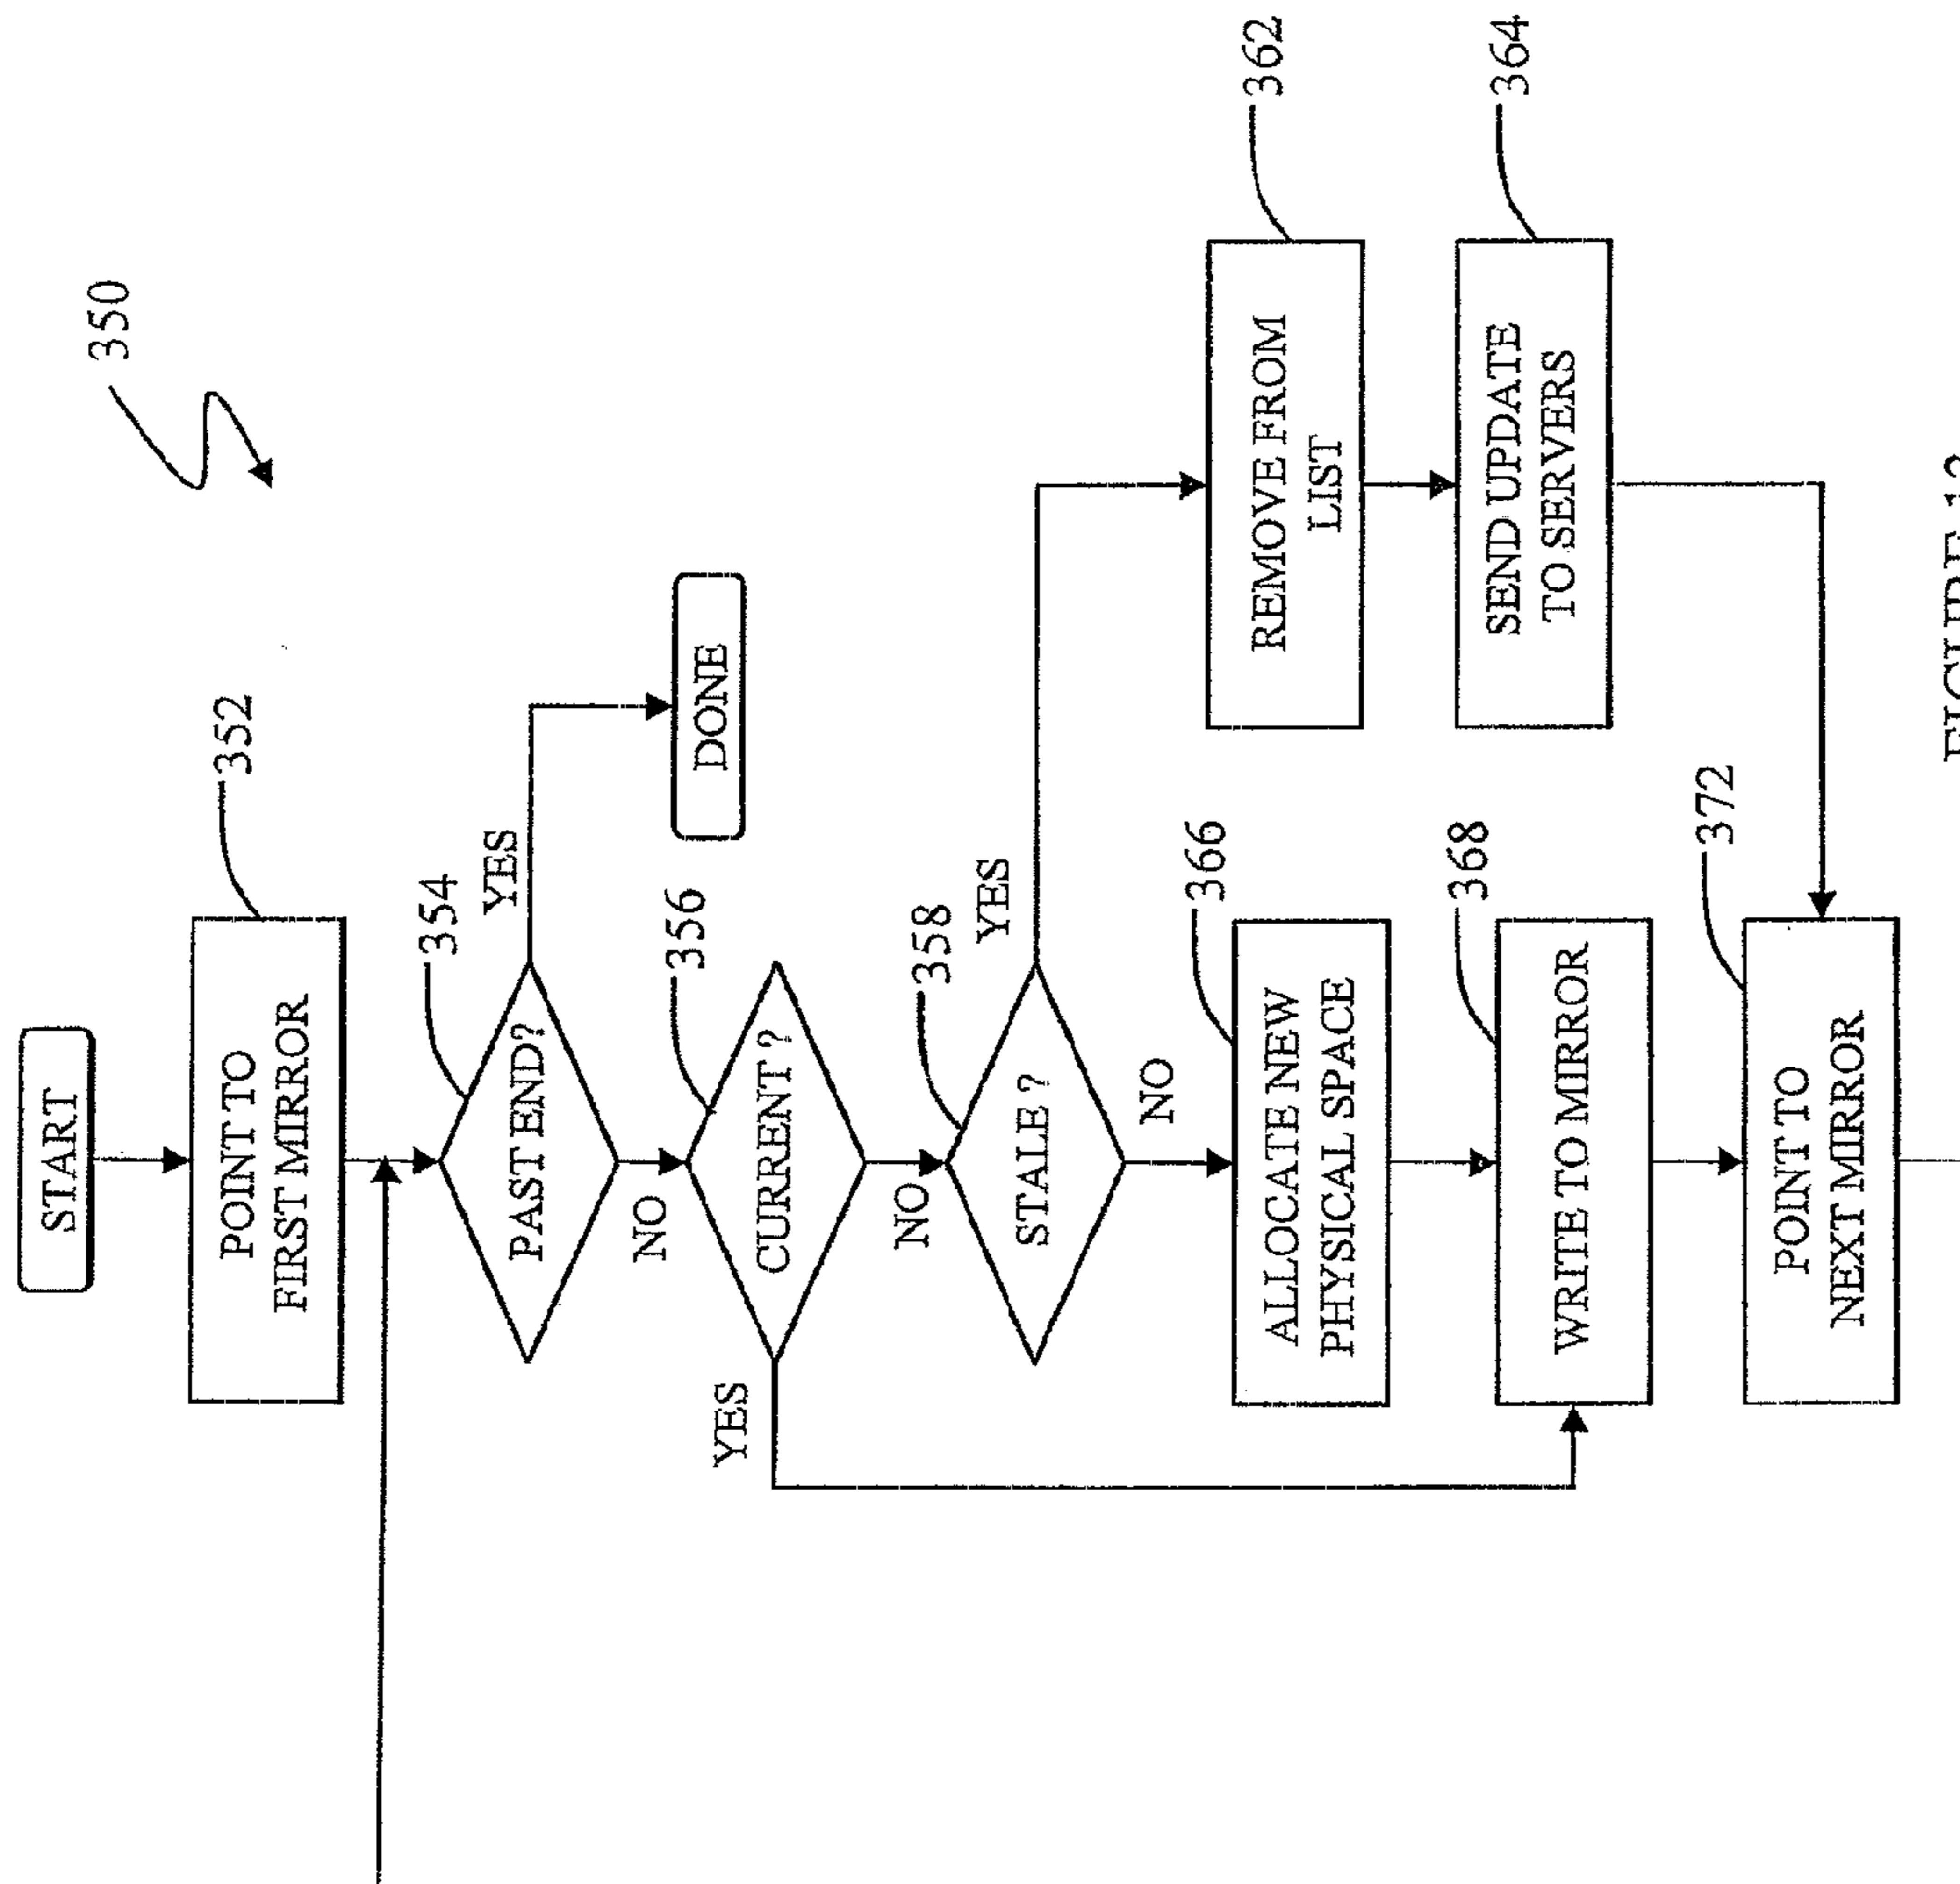 350
START
352
POINT TO
FIRST MIRROR
354
PAST END?
YES
DONE
NO
356
CURRENT ?
YES
NO
358
STALE ?
YES
NO
362
REMOVE FROM
LIST
364
SEND UPDATE
TO SERVERS
366
ALLOCATE NEW
PHYSICAL SPACE
368
WRITE TO MIRROR
372
POINT TO
NEXT MIRROR